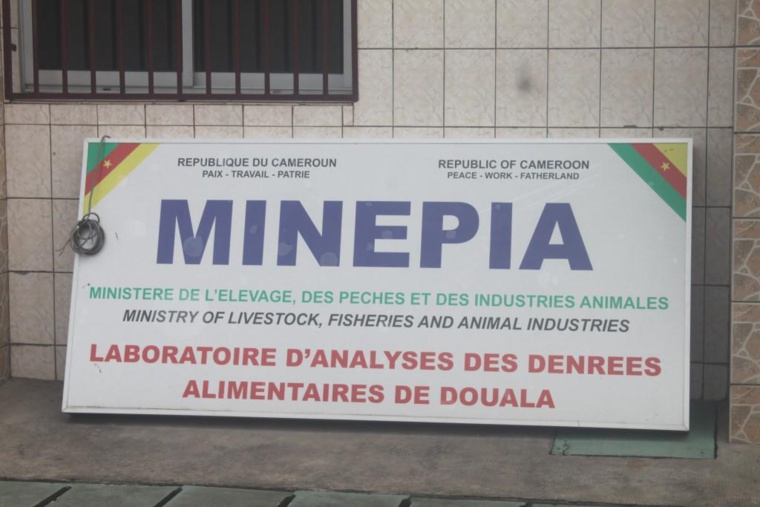 REPUBLIQUE DU CAMEROUN
PAIX - TRAVAIL - PATRIE
REPUBLIC OF CAMEROON
PEACE - WORK - FATHERLAND
MINEPIA
MINISTERE DE L'ELEVAGE, DES PECHES ET DES INDUSTRIES ANIMALES
MINISTRY OF LIVESTOCK, FISHERIES AND ANIMAL INDUSTRIES
LABORATOIRE D'ANALYSES DES DENREES
ALIMENTAIRES DE DOUALA